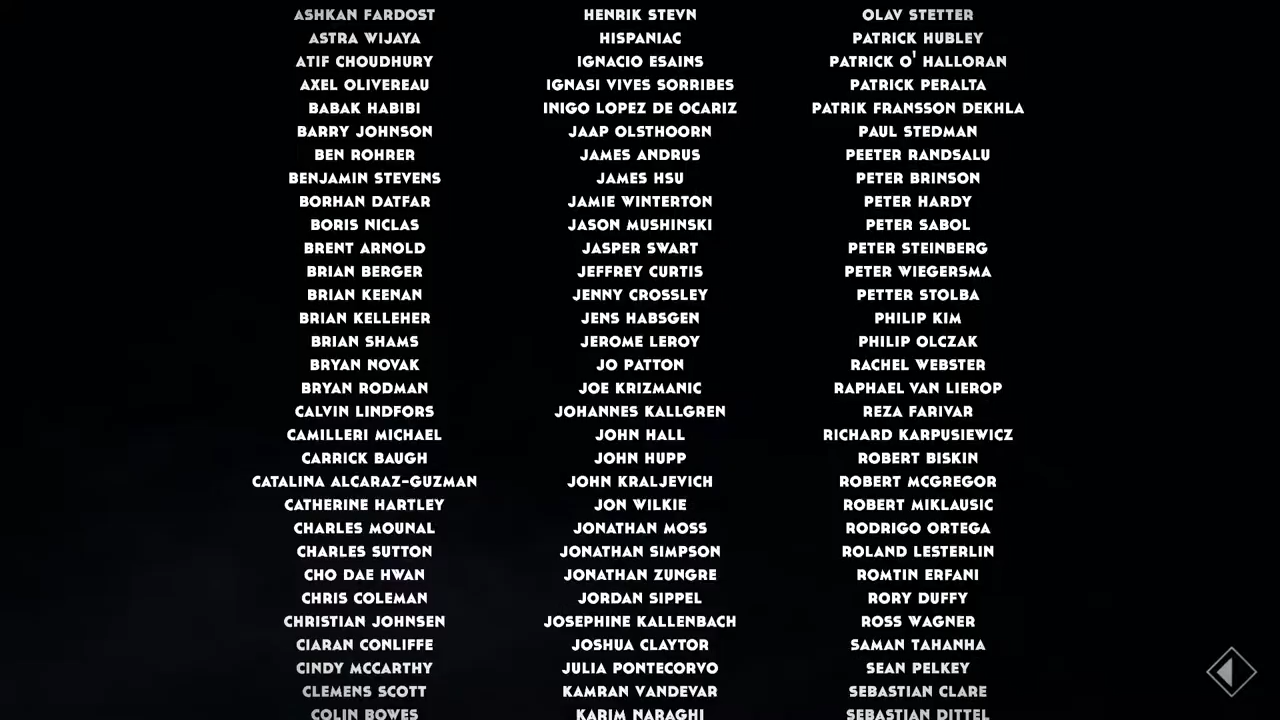 ASHKAN FARDOST
ASTRA WIJAYA
ATIF CHOUDHURY
AXEL OLIVEREAU
BABAK HABIBI
BARRY JOHNSON
BEN ROHRER
BENJAMIN STEVENS
BORHAN DATFAR
BORIS NICLAS
BRENT ARNOLD
BRIAN BERGER
BRIAN KEENAN
BRIAN KELLEHER
BRIAN SHAMS
BRYAN NOVAK
BRYAN RODMAN
CALVIN LINDFORS
CAMILLERI MICHAEL
CARRICK BAUGH
CATALINA ALCARAZ-GUZMAN
CATHERINE HARTLEY
CHARLES MOUNAL
CHARLES SUTTON
CHO DAE HWAN
CHRIS COLEMAN
CHRISTIAN JOHNSEN
CIARAN CONLIFFE
CINDY MCCARTHY
CLEMENS SCOTT
COLIN BOWES
HENRIK STEVN
HISPANIAC
IGNACIO ESAINS
IGNASI VIVES SORRIBES
INIGO LOPEZ DE OCARIZ
JAAP OLSTHOORN
JAMES ANDRUS
JAMES HSU
JAMIE WINTERTON
JASON MUSHINSKI
JASPER SWART
JEFFREY CURTIS
JENNY CROSSLEY
JENS HABSGEN
JEROME LEROY
JO PATTON
JOE KRIZMANIC
JOHANNES KALLGREN
JOHN HALL
JOHN HUPP
JOHN KRALJEVICH
JON WILKIE
JONATHAN MOSS
JONATHAN SIMPSON
JONATHAN ZUNGRE
JORDAN SIPPEL
JOSEPHINE KALLENBACH
JOSHUA CLAYTOR
JULIA PONTECORVO
KAMRAN VANDEVAR
KARIM NARAGHI
OLAV STETTER
PATRICK HUBLEY
PATRICK O' HALLORAN
PATRICK PERALTA
PATRIK FRANSSON DEKHLA
PAUL STEDMAN
PEETER RANDSALU
PETER BRINSON
PETER HARDY
PETER SABOL
PETER STEINBERG
PETER WIEGERSMA
PETTER STOLBA
PHILIP KIM
PHILIP OLCZAK
RACHEL WEBSTER
RAPHAEL VAN LIEROP
REZA FARIVAR
RICHARD KARPUSIEWICZ
ROBERT BISKIN
ROBERT MCGREGOR
ROBERT MIKLAUSIC
RODRIGO ORTEGA
ROLAND LESTERLIN
ROMTIN ERFANI
RORY DUFFY
ROSS WAGNER
SAMAN TAHANHA
SEAN PELKEY
SEBASTIAN CLARE
SEBASTIAN DITTEL